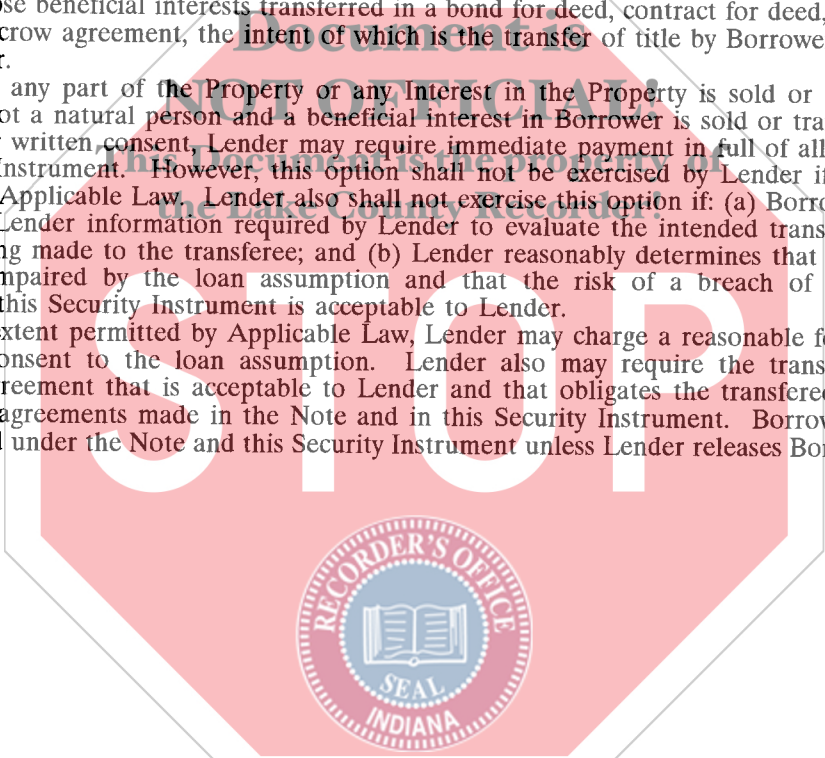 ose beneficial interests transferred in a bond for deed, contract for deed,
crow agreement, the intent of which is the transfer of title by Borrowe
r.
any part of the Property or any Interest in the Property is sold or
ot a natural person and a beneficial interest in Borrower is sold or tra
written consent, Lender may require immediate payment in full of all
Instrument. However, this option shall not be exercised by Lender if
Applicable Law. Lender also shall not exercise this option if: (a) Borro
Lender information required by Lender to evaluate the intended trans
ng made to the transferee; and (b) Lender reasonably determines that
mpaired by the loan assumption and that the risk of a breach of
this Security Instrument is acceptable to Lender.
extent permitted by Applicable Law, Lender may charge a reasonable fe
onsent to the loan assumption. Lender also may require the trans
reement that is acceptable to Lender and that obligates the transfere
agreements made in the Note and in this Security Instrument. Borrow
under the Note and this Security Instrument unless Lender releases Bor
Document is
NOT OFFICIAL!
This Document is the property of
the Lake County Recorder!
STOP
RECORDER'S OFFICE
SEAL
INDIANA